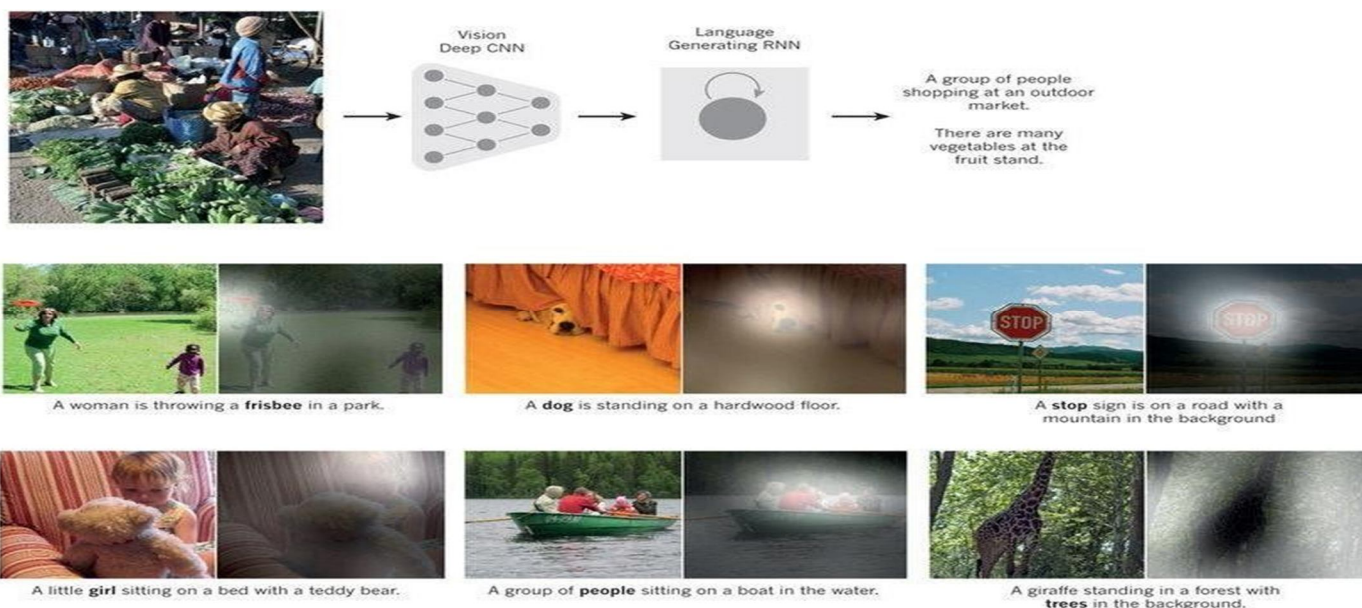 Vision
Deep CNN
Language
Generating RNN
A group of people
shopping at an outdoor
market.
There are many
vegetables at the
fruit stand.
STOP
STOP
A woman is throwing a frisbee in a park.
A dog is standing on a hardwood floor.
A stop sign is on a road with a
mountain in the background
A little girl sitting on a bed with a teddy bear.
A group of people sitting on a boat in the water.
A giraffe standing in a forest with
trees in the background.